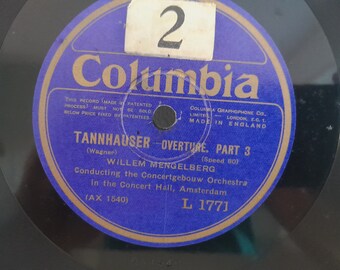 2
Columbia
THIS RECORD (MADE IN PATENTED
PROCESS) MUST NOT BE SOLD
BELOW PRICE FIXED BY PATENTEES.
COLUMBIA GRAPHOPHONE CO.,
LIMITED — LONDON, E.C.1.
MADE IN ENGLAND
TANNHAUSER — OVERTURE, PART 3
(Wagner) (Speed 80)
WILLEM MENGELBERG
Conducting the Concertgebouw Orchestra
in the Concert Hall, Amsterdam
(AX 1540) L 1771